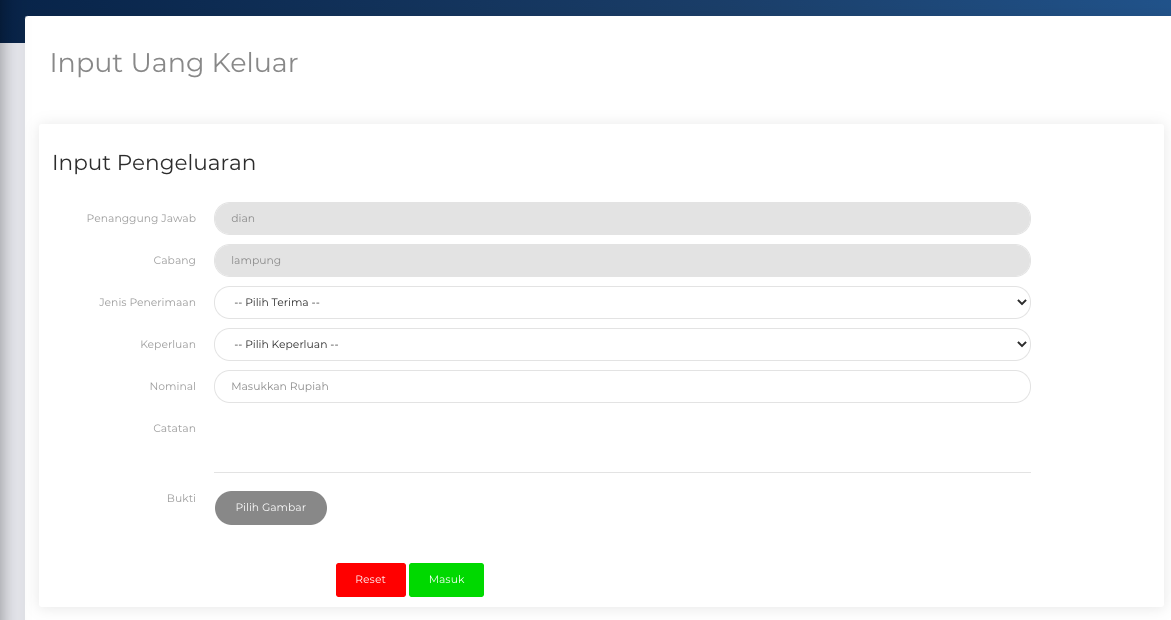 Input Uang Keluar
Input Pengeluaran
Penanggung Jawab dian
Cabang lampung
Jenis Penerimaan -- Pilih Terima --
Keperluan -- Pilih Keperluan --
Nominal Masukkan Rupiah
Catatan
Bukti Pilih Gambar
Reset Masuk